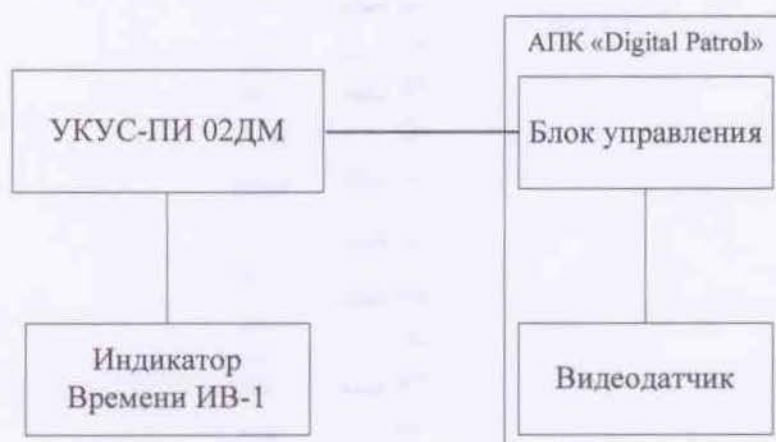 АПК «Digital Patrol»
УКУС-ПИ 02ДМ
Блок управления
Индикатор
Времени ИВ-1
Видеодатчик